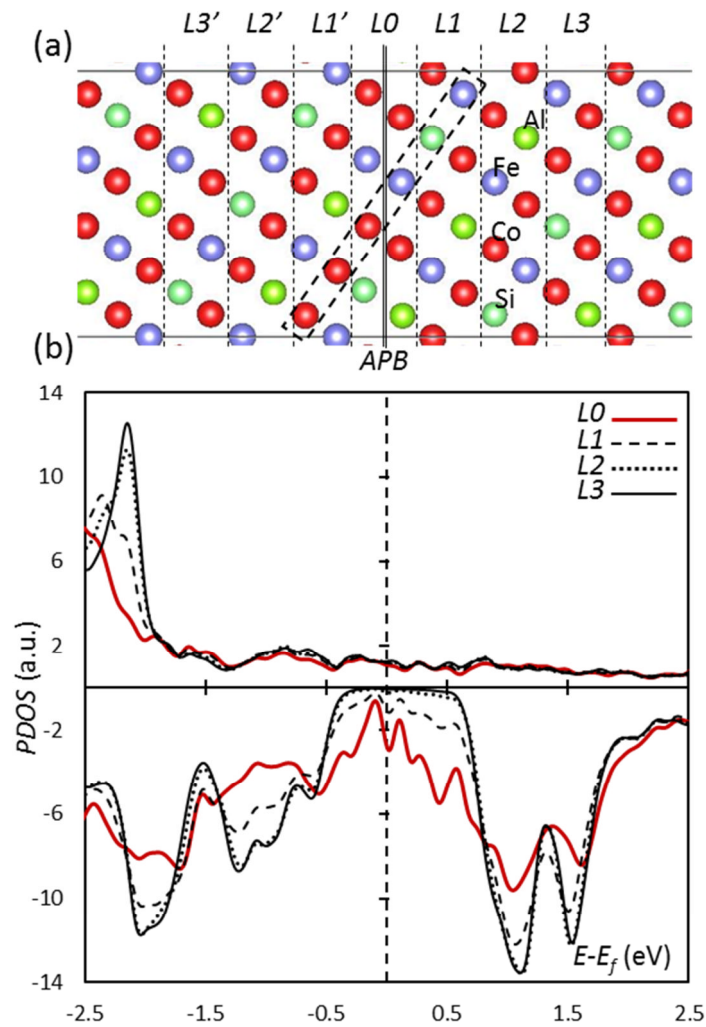 (a)
L3’ L2’ L1’ L0 L1 L2 L3
Al
Fe
Co
Si
APB
(b)
14
10
6
2
-2
-6
-10
-14
PDOS (a.u.)
L0
L1
L2
L3
E-Ef (eV)
-2.5 -1.5 -0.5 0.5 1.5 2.5